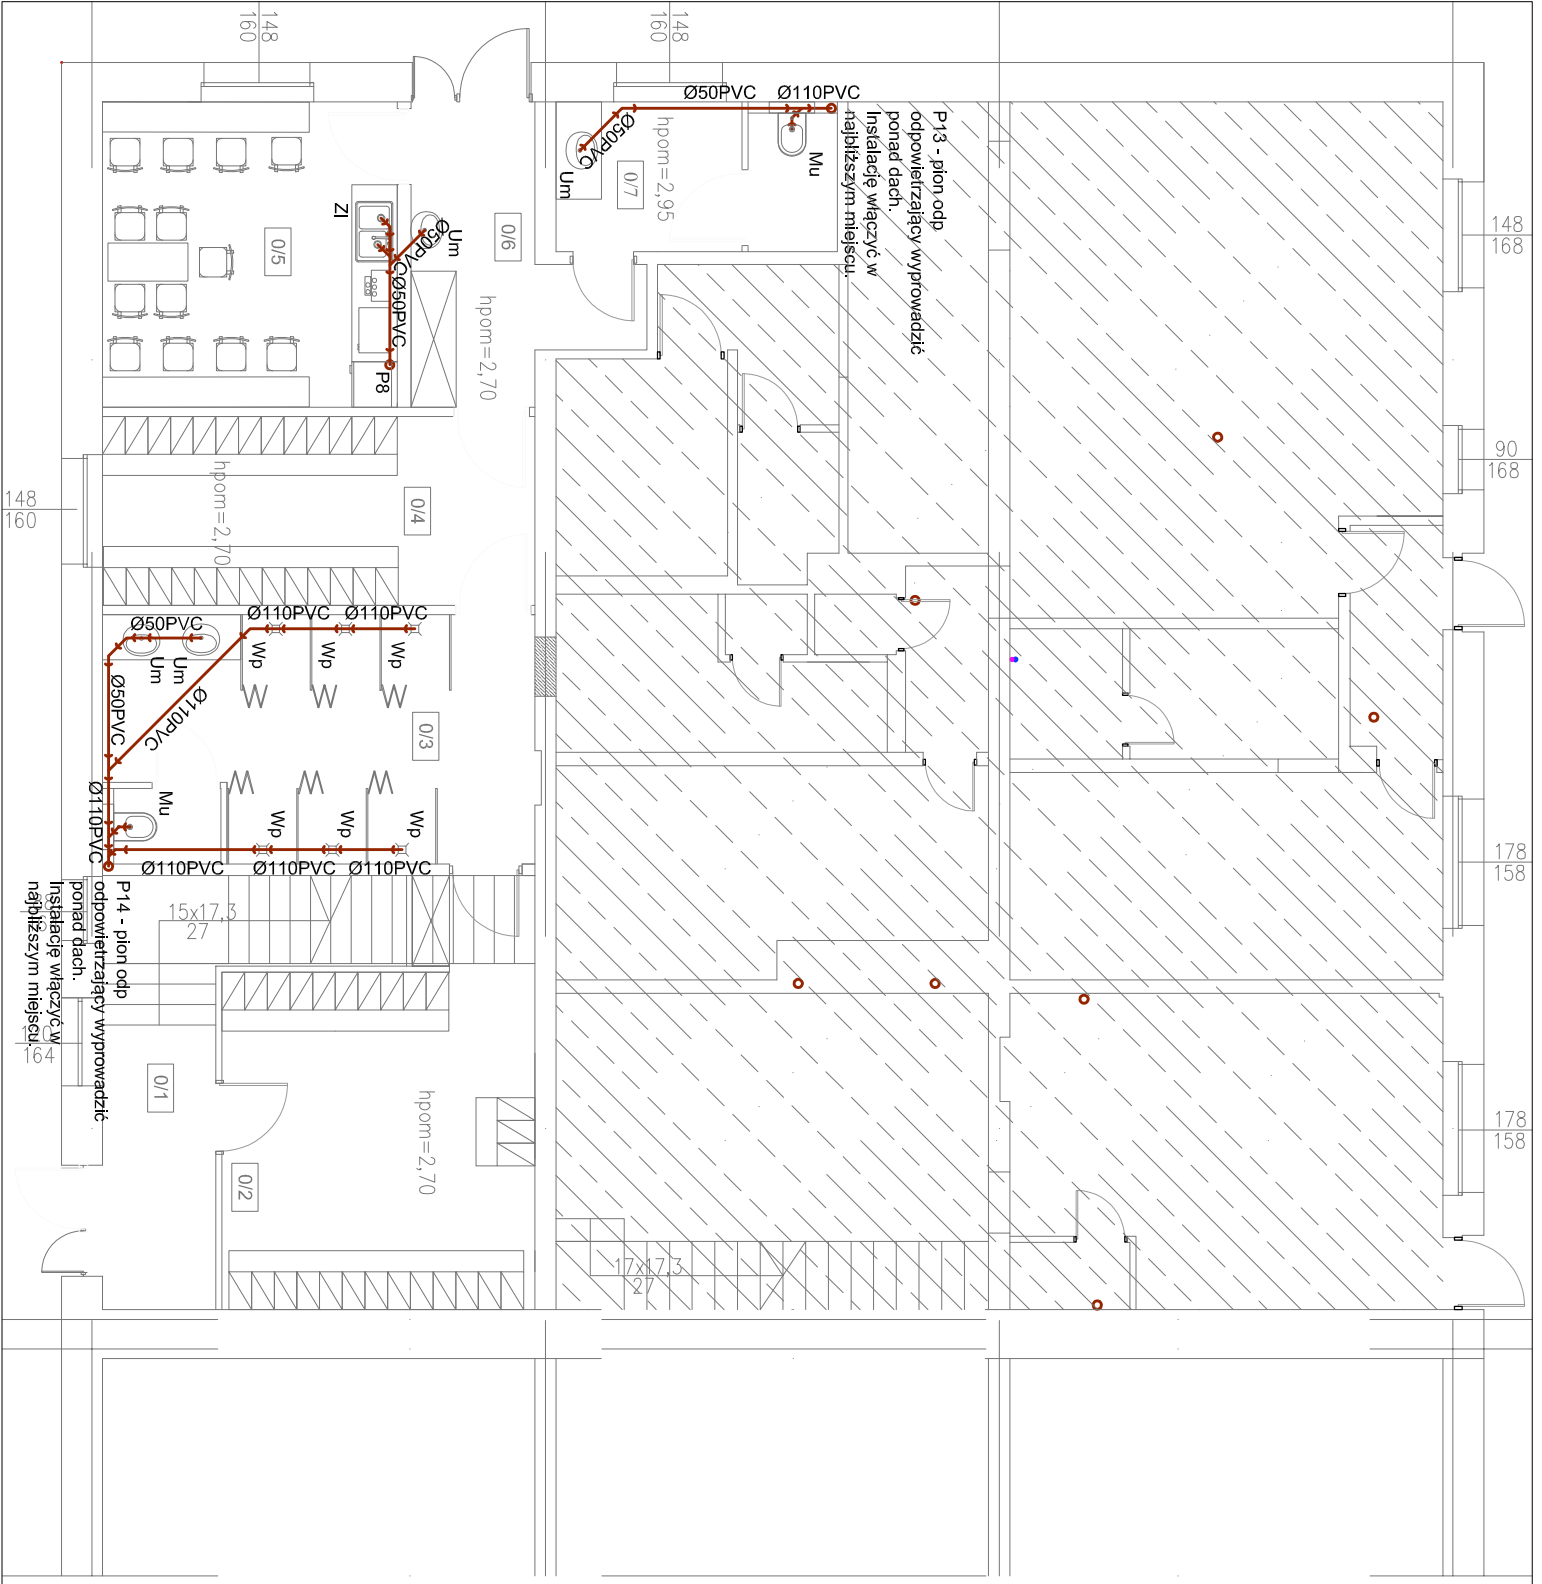 148
160
148
160
Ø50PVC
Ø110PVC
Ø50PVC
Um
0/7
hpom=2,95
Mu
P13 - pion odp
odpowietrzający wyprowadzić
ponad dach.
Instalację włączyć w
najbliższym miejscu.
148
168
90
168
Zl
0/5
Um
Ø50PVC
Ø50PVC
P8
0/6
hpom=2,70
148
160
hpom=2,70
0/4
Ø110PVC
Ø110PVC
Ø50PVC
Um
Um
Wp
Wp
Wp
Ø50PVC
Ø110PVC
0/3
Mu
Ø110PVC
Wp
Wp
Wp
Ø110PVC
Ø110PVC
Ø110PVC
178
158
15x17,3
27
P14 - pion odp
odpowietrzający wyprowadzić
ponad dach.
Instalację włączyć w
najbliższym miejscu.
164
0/1
0/2
hpom=2,70
178
158
17x17,3
27